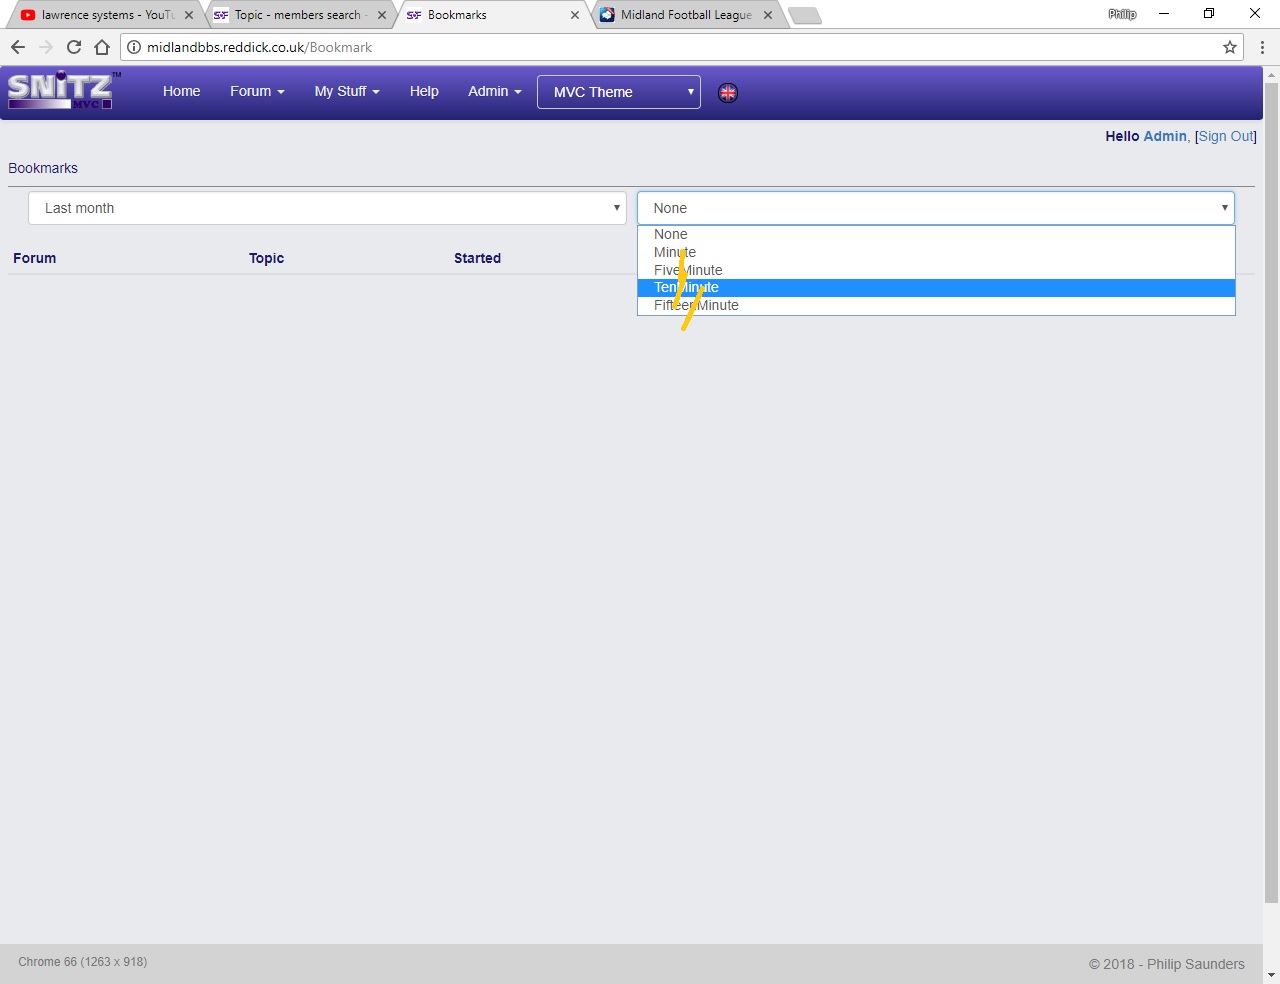 lawrence systems - YouTu
Topic - members search -
Bookmarks
Midland Football League
Philip
midlandbbs.reddick.co.uk/Bookmark
SNiTZ™
MVC
Home
Forum
My Stuff
Help
Admin
MVC Theme
Hello Admin, [Sign Out]
Bookmarks
Last month
None
None
Minute
FiveMinute
TenMinute
FifteenMinute
Forum Topic Started
Chrome 66 (1263 x 918)
© 2018 - Philip Saunders